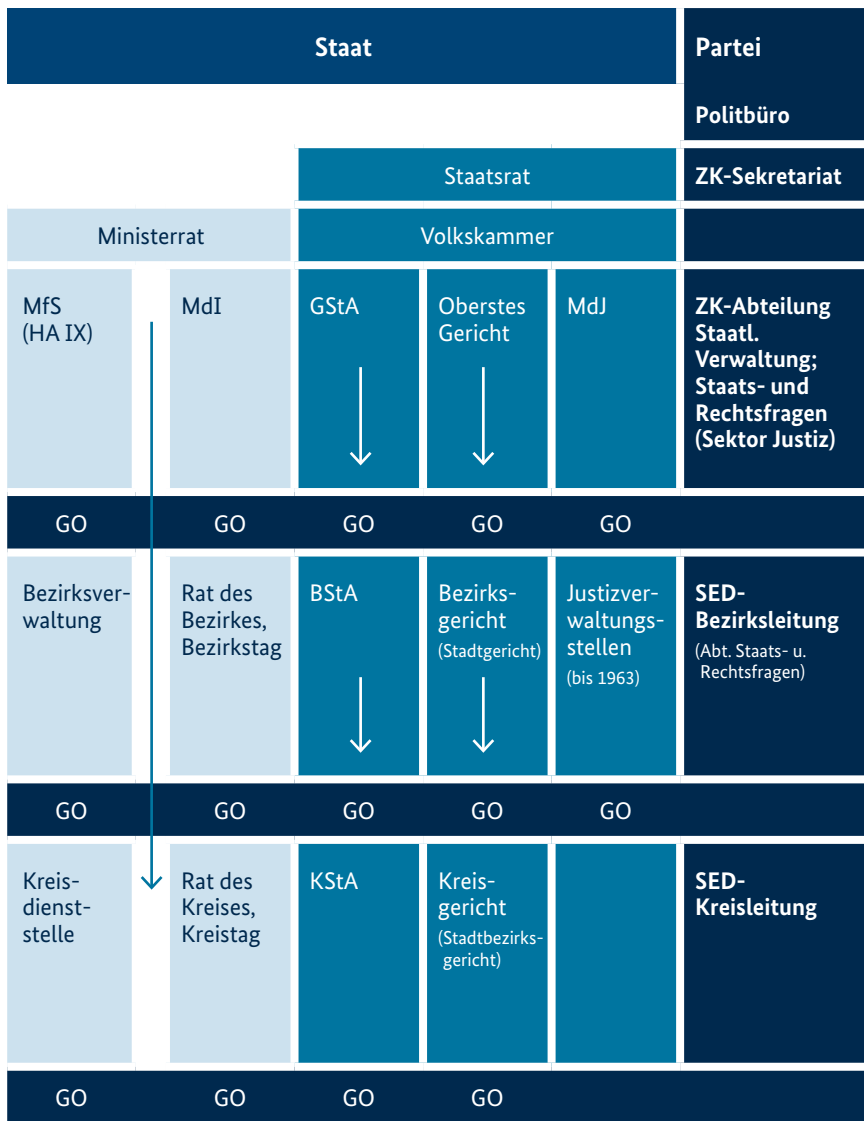 Staat
Partei
Politbüro
Staatsrat
ZK-Sekretariat
Ministerrat
Volkskammer
MfS
(HA IX)
MdI
GStA
Oberstes
Gericht
MdJ
ZK-Abteilung
Staatl.
Verwaltung;
Staats- und
Rechtsfragen
(Sektor Justiz)
GO
GO
GO
GO
GO
Bezirksver-
waltung
Rat des
Bezirkes,
Bezirkstag
BStA
Bezirks-
gericht
(Stadtgericht)
Justizver-
waltungs-
stellen
(bis 1963)
SED-
Bezirksleitung
(Abt. Staats- u.
Rechtsfragen)
GO
GO
GO
GO
GO
Kreis-
dienst-
stelle
Rat des
Kreises,
Kreistag
KStA
Kreis-
gericht
(Stadtbezirks-
gericht)
SED-
Kreisleitung
GO
GO
GO
GO